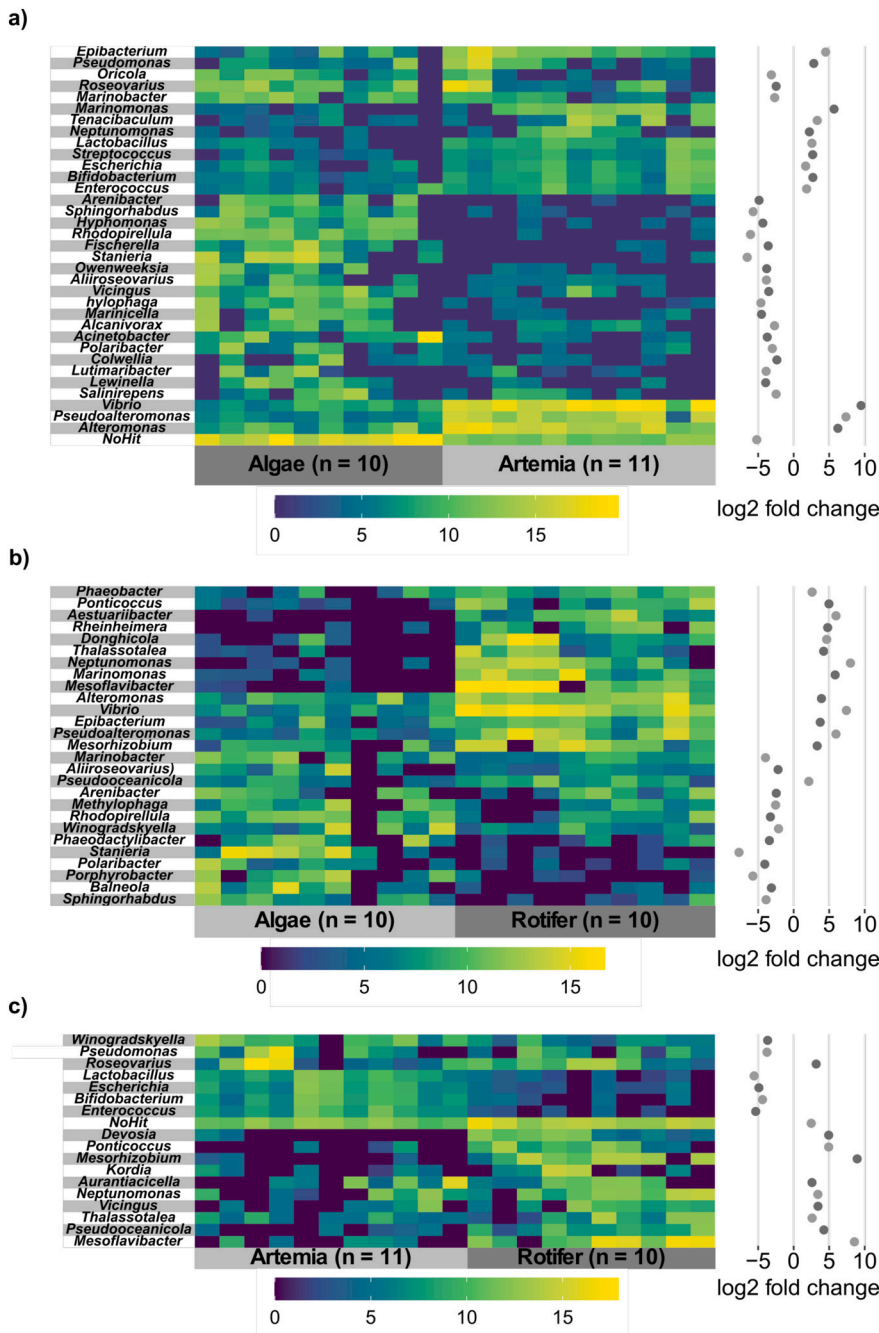 a)
Epibacterium
Pseudomonas
Oricola
Roseovarius
Marinobacter
Marinomonas
Tenacibaculum
Neptunomonas
Lactobacillus
Streptococcus
Escherichia
Bifidobacterium
Enterococcus
Arenibacter
Sphingorhabdus
Hyphomonas
Rhodopirellula
Fischerella
Stanieria
Owenweeksia
Aliiroseovarius
Vicingus
hylophaga
Marinicella
Alcanivorax
Acinetobacter
Polaribacter
Colwellia
Lutimaribacter
Lewinella
Salinirepens
Vibrio
Pseudoalteromonas
Alteromonas
NoHit
Algae (n = 10) Artemia (n = 11)
−5 0 5 10
log2 fold change
0 5 10 15
b)
Phaeobacter
Ponticoccus
Aestuariibacter
Rheinheimera
Donghicola
Thalassotalea
Neptunomonas
Marinomonas
Mesoflavibacter
Alteromonas
Vibrio
Epibacterium
Pseudoalteromonas
Mesorhizobium
Marinobacter
Aliiroseovarius)
Pseudooceanicola
Arenibacter
Methylophaga
Rhodopirellula
Winogradskyella
Phaeodactylibacter
Stanieria
Polaribacter
Porphyrobacter
Balneola
Sphingorhabdus
Algae (n = 10) Rotifer (n = 10)
−5 0 5 10
log2 fold change
0 5 10 15
c)
Winogradskyella
Pseudomonas
Roseovarius
Lactobacillus
Escherichia
Bifidobacterium
Enterococcus
NoHit
Devosia
Ponticoccus
Mesorhizobium
Kordia
Aurantiacicella
Neptunomonas
Vicingus
Thalassotalea
Pseudooceanicola
Mesoflavibacter
Artemia (n = 11) Rotifer (n = 10)
−5 0 5 10
log2 fold change
0 5 10 15